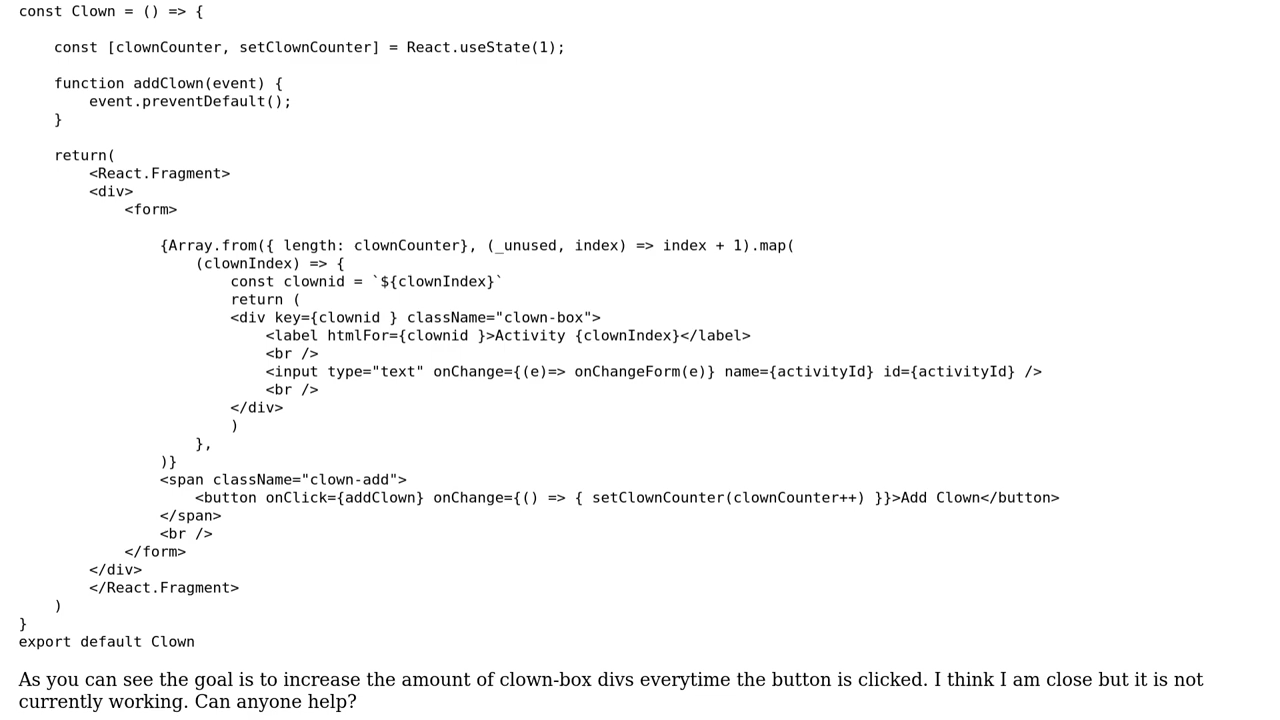 const Clown = () => {
    const [clownCounter, setClownCounter] = React.useState(1);
    function addClown(event) {
        event.preventDefault();
    }
    return(
        <React.Fragment>
        <div>
            <form>
                {Array.from({ length: clownCounter}, (_unused, index) => index + 1).map(
                    (clownIndex) => {
                        const clownid = `${clownIndex}`
                        return (
                        <div key={clownid } className="clown-box">
                            <label htmlFor={clownid }>Activity {clownIndex}</label>
                            <br />
                            <input type="text" onChange={(e)=> onChangeForm(e)} name={activityId} id={activityId} />
                            <br />
                        </div>
                        )
                    },
                )}
                <span className="clown-add">
                    <button onClick={addClown} onChange={() => { setClownCounter(clownCounter++) }}>Add Clown</button>
                </span>
                <br />
            </form>
        </div>
        </React.Fragment>
    )
}
export default Clown
As you can see the goal is to increase the amount of clown-box divs everytime the button is clicked. I think I am close but it is not
currently working. Can anyone help?